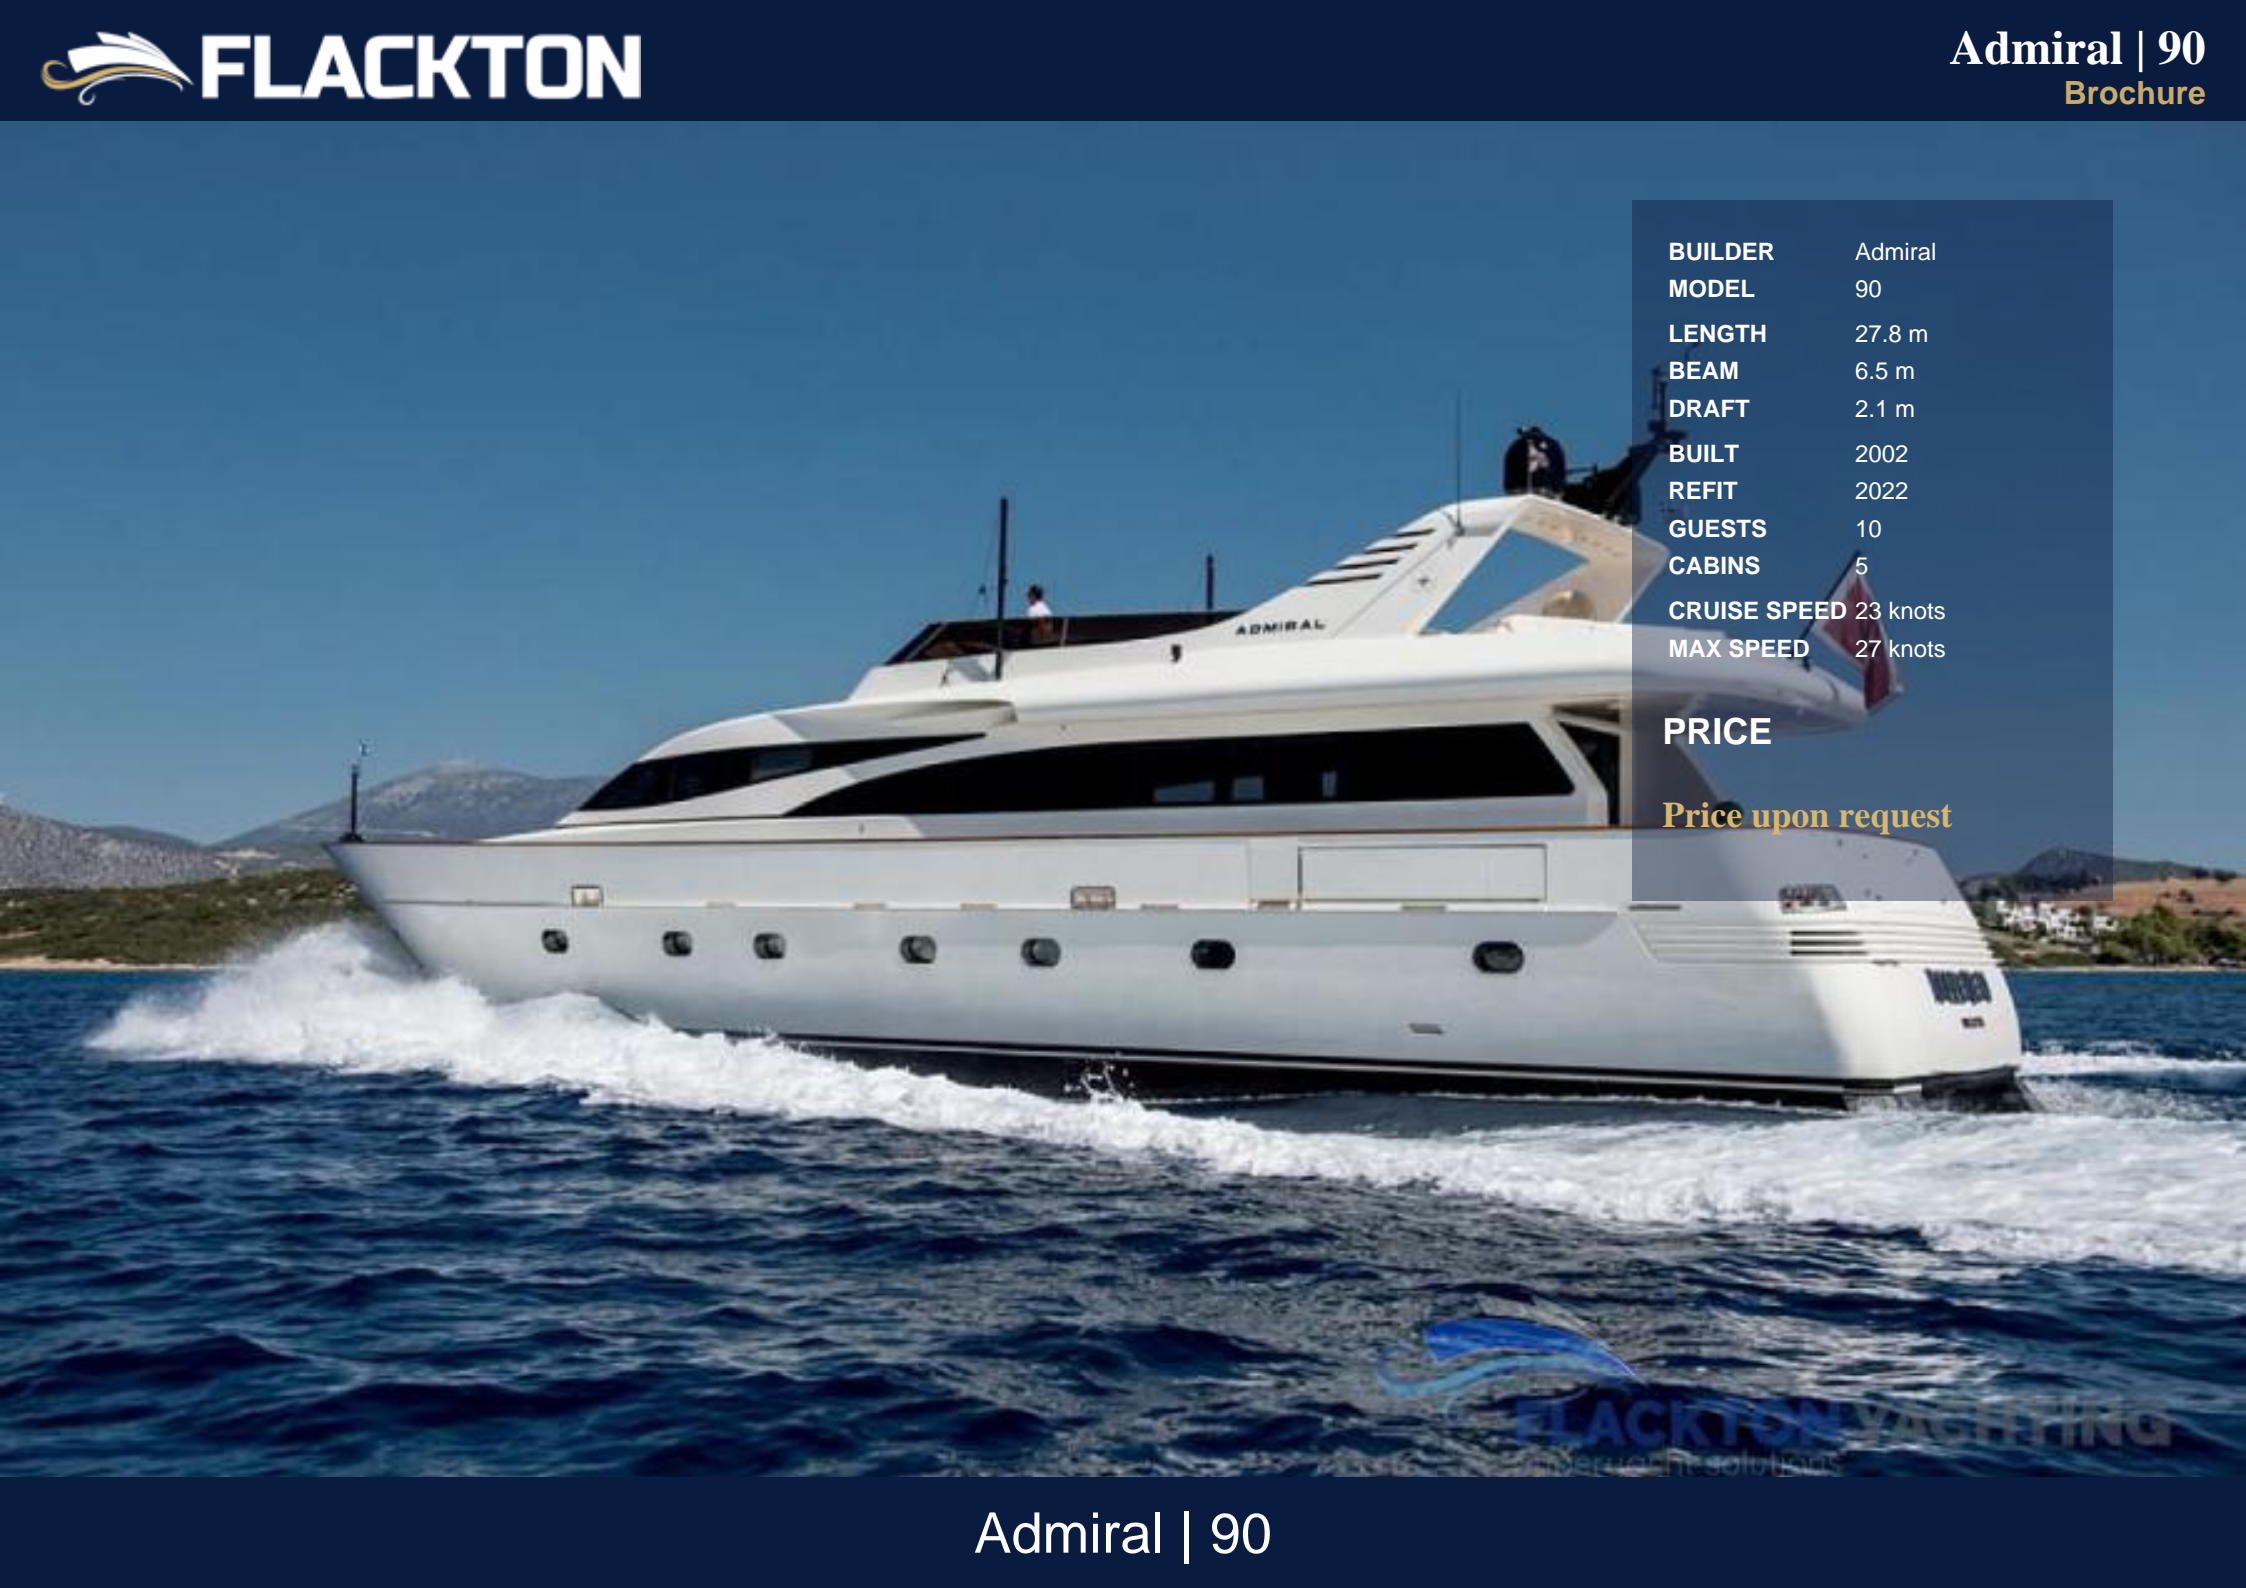 FLACKTON
Admiral | 90
Brochure
BUILDER Admiral
MODEL 90
LENGTH 27.8 m
BEAM 6.5 m
DRAFT 2.1 m
BUILT 2002
REFIT 2022
GUESTS 10
CABINS 5
CRUISE SPEED 23 knots
MAX SPEED 27 knots
PRICE
Price upon request
ADMIRAL
FLACKTON YACHTING
solutions
Admiral | 90